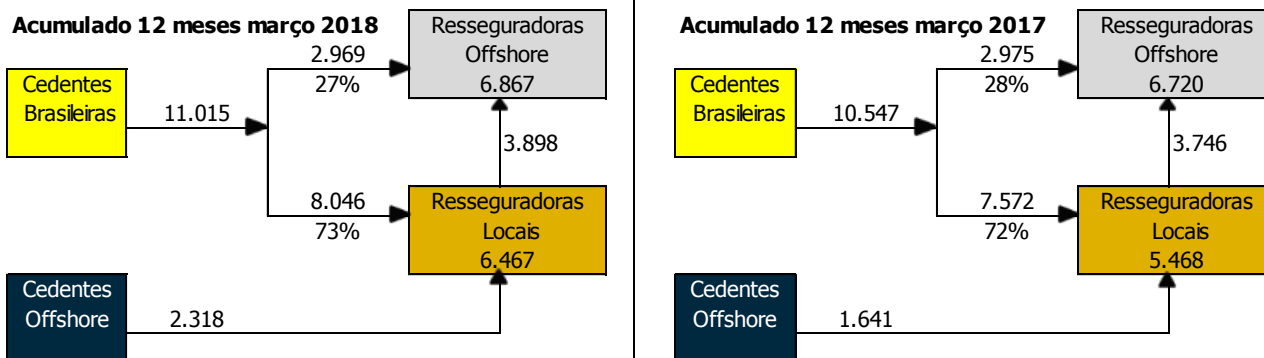 Acumulado 12 meses março 2018
2.969
27%
Resseguradoras
Offshore
6.867
Cedentes
Brasileiras
11.015
3.898
8.046
73%
Resseguradoras
Locais
6.467
Cedentes
Offshore
2.318
Acumulado 12 meses março 2017
2.975
28%
Resseguradoras
Offshore
6.720
Cedentes
Brasileiras
10.547
3.746
7.572
72%
Resseguradoras
Locais
5.468
Cedentes
Offshore
1.641